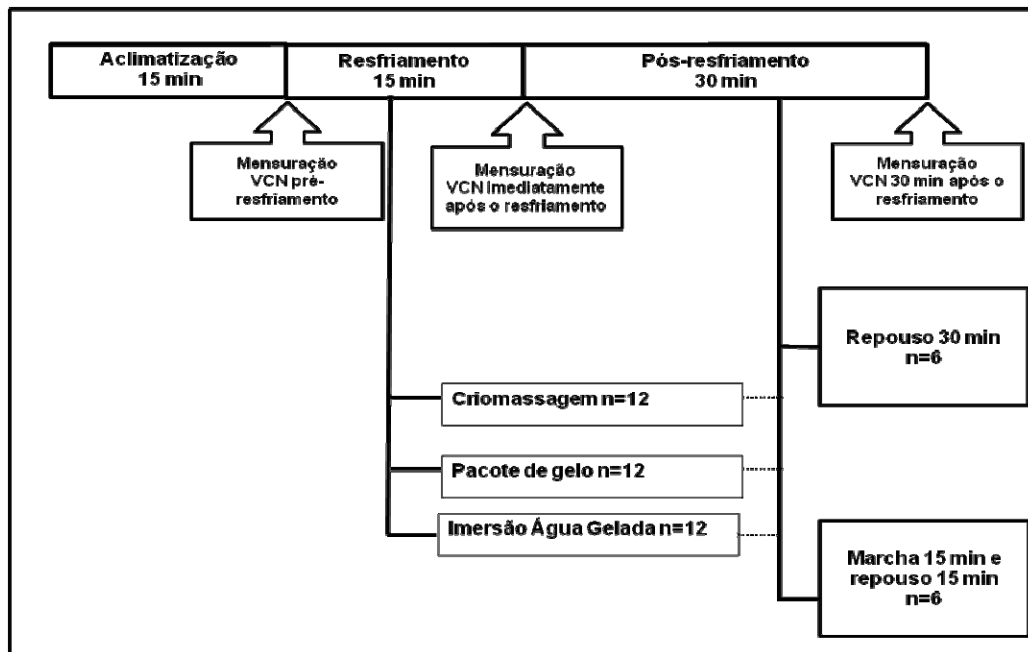 Aclimatização
15 min
Resfriamento
15 min
Pós-resfriamento
30 min
Mensuração
VCN pré-
resfriamento
Mensuração
VCN imediatamente
após o resfriamento
Mensuração
VCN 30 min após o
resfriamento
Repouso 30 min
n=6
Criomassagem n=12
Pacote de gelo n=12
Imersão Água Gelada n=12
Marcha 15 min e
repouso 15 min
n=6